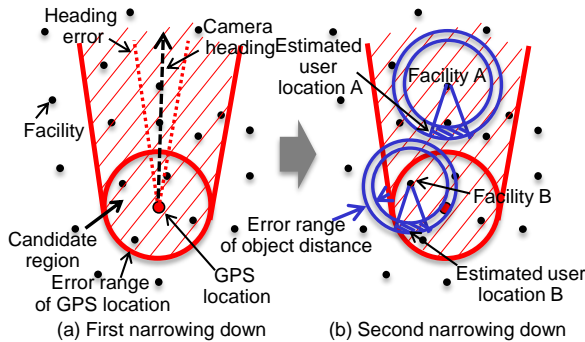 Heading
error
Camera
heading
Facility
Candidate
region
Error range
of GPS location
GPS
location
(a) First narrowing down
Estimated
user
location A
Facility A
Facility B
Error range
of object distance
Estimated user
location B
(b) Second narrowing down